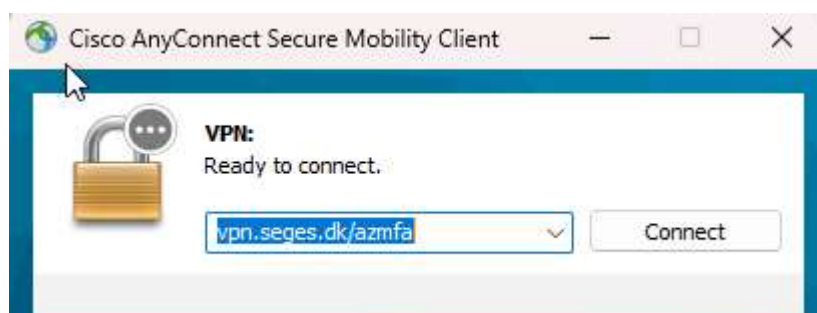 Cisco AnyConnect Secure Mobility Client
VPN:
Ready to connect.
vpn.seges.dk/azmfa
Connect